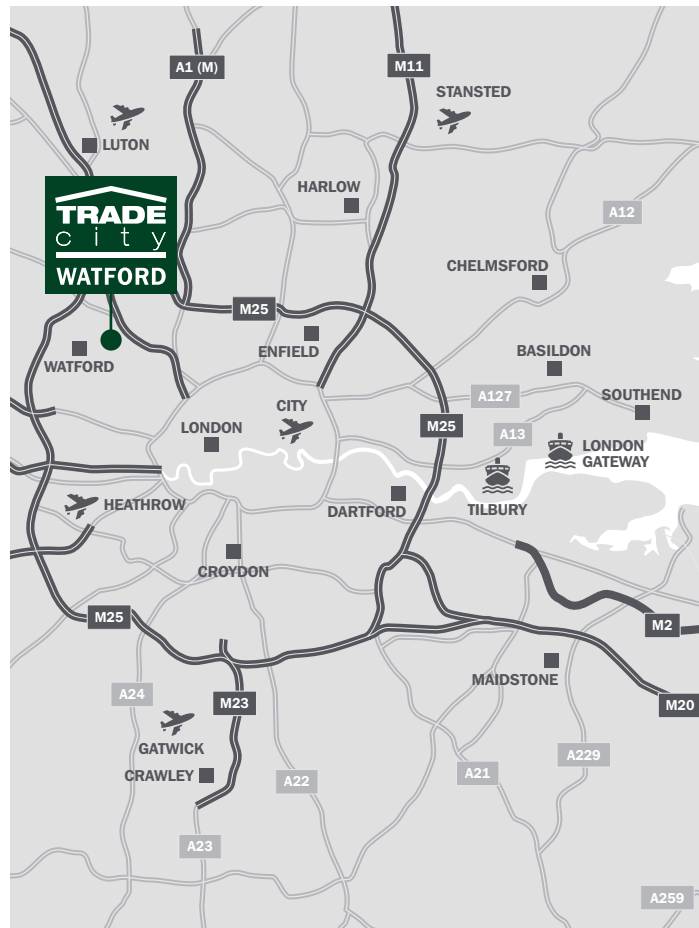 A1 (M)
M11
STANSTED
LUTON
HARLOW
TRADE
city
WATFORD
A12
CHELMSFORD
M25
ENFIELD
WATFORD
BASILDON
A127
SOUTHEND
CITY
LONDON
M25
A13
LONDON
GATEWAY
HEATHROW
DARTFORD
TILBURY
CROYDON
M25
M2
MAIDSTONE
A24
M23
M20
GATWICK
CRAWLEY
A22
A21
A229
A23
A259